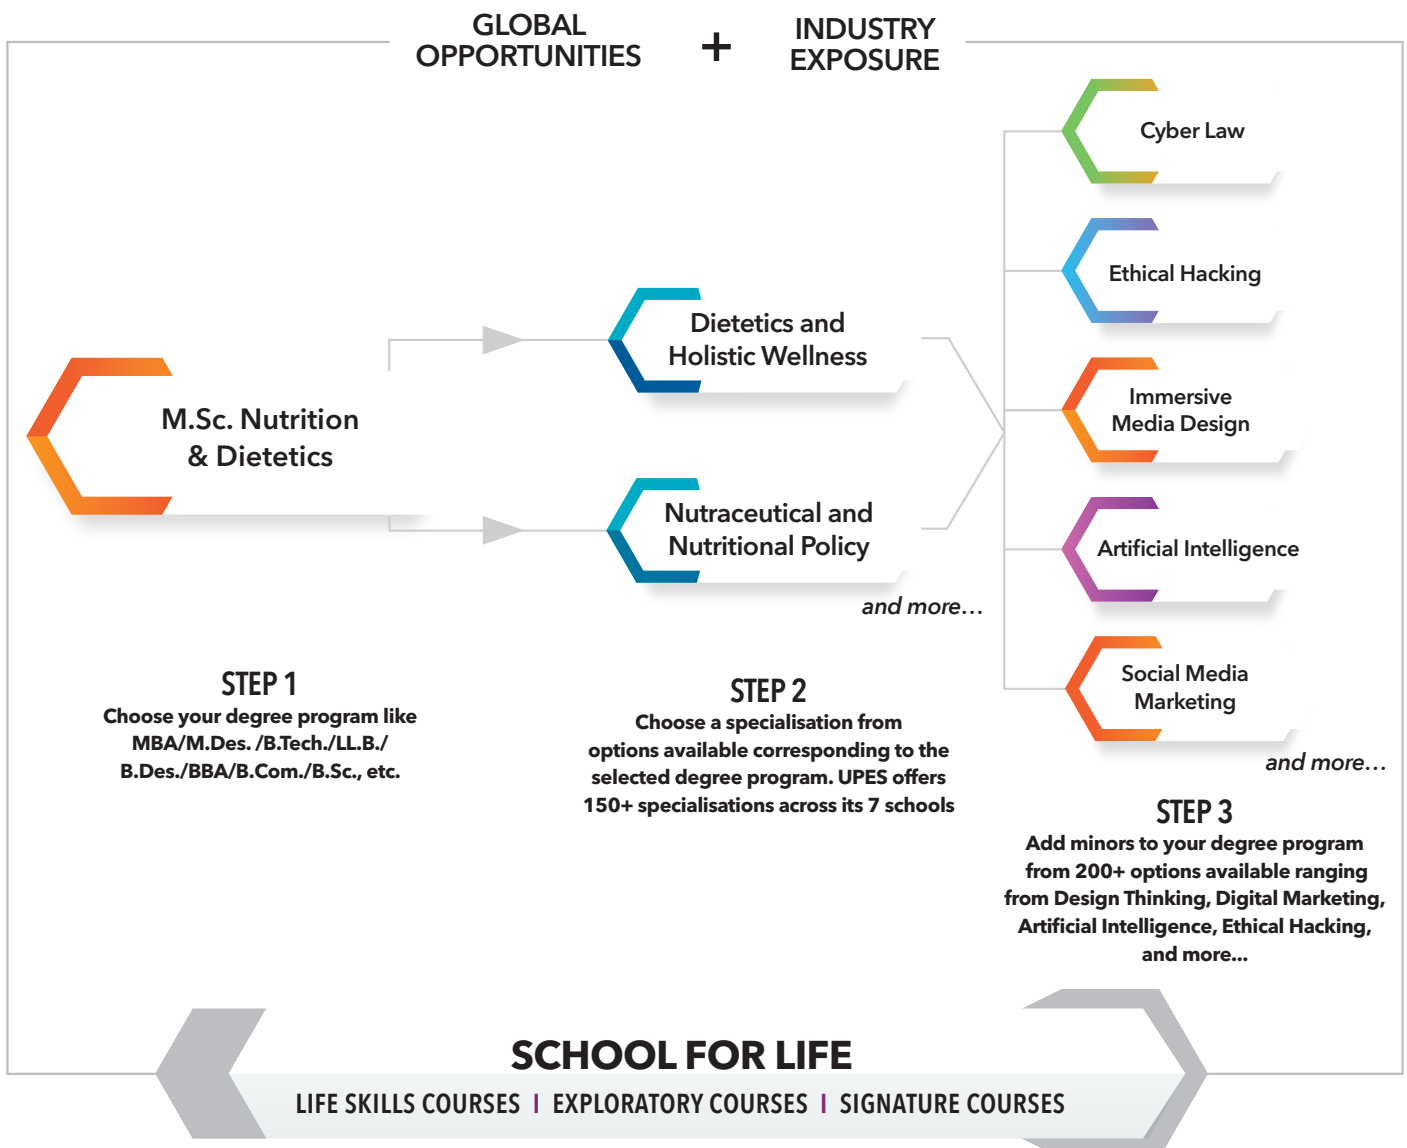 GLOBAL
OPPORTUNITIES
+
INDUSTRY
EXPOSURE
M.Sc. Nutrition
& Dietetics
Dietetics and
Holistic Wellness
Nutraceutical and
Nutritional Policy
and more...
Cyber Law
Ethical Hacking
Immersive
Media Design
Artificial Intelligence
Social Media
Marketing
and more...
STEP 1
Choose your degree program like
MBA/M.Des. /B.Tech./LL.B./
B.Des./BBA/B.Com./B.Sc., etc.
STEP 2
Choose a specialisation from
options available corresponding to the
selected degree program. UPES offers
150+ specialisations across its 7 schools
STEP 3
Add minors to your degree program
from 200+ options available ranging
from Design Thinking, Digital Marketing,
Artificial Intelligence, Ethical Hacking,
and more...
SCHOOL FOR LIFE
LIFE SKILLS COURSES I EXPLORATORY COURSES I SIGNATURE COURSES